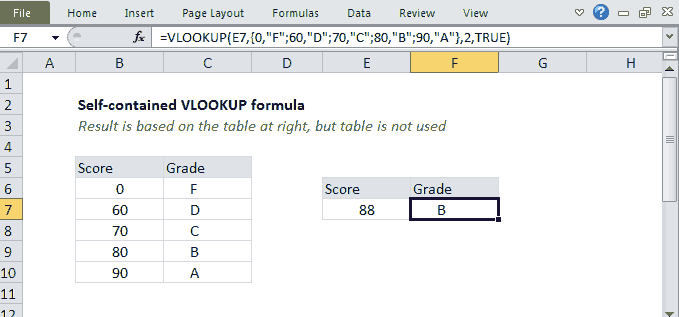 File Home Insert Page Layout Formulas Data Review View
F7 fx =VLOOKUP(E7,{0,"F";60,"D";70,"C";80,"B";90,"A"},2,TRUE)
A B C D E F G H
1
2 Self-contained VLOOKUP formula
3 Result is based on the table at right, but table is not used
4
5 Score Grade
6 0 F Score Grade
7 60 D 88 B
8 70 C
9 80 B
10 90 A
11
12